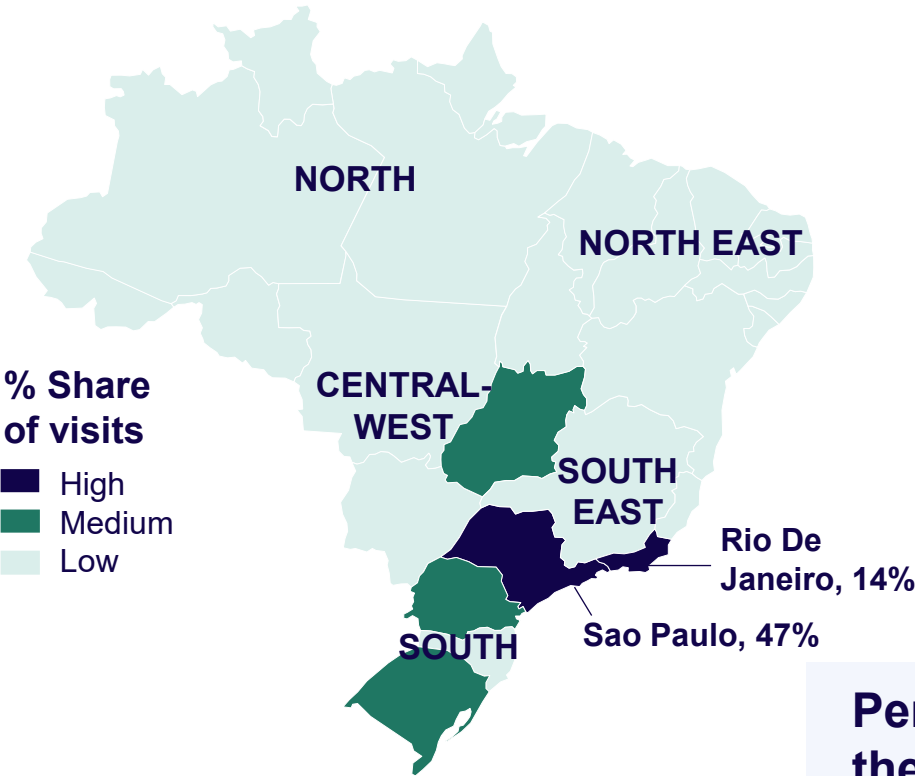 NORTH
NORTH EAST
% Share
of visits
High
Medium
Low
CENTRAL-
WEST
SOUTH
EAST
Rio De
Janeiro, 14%
Sao Paulo, 47%
SOUTH
the